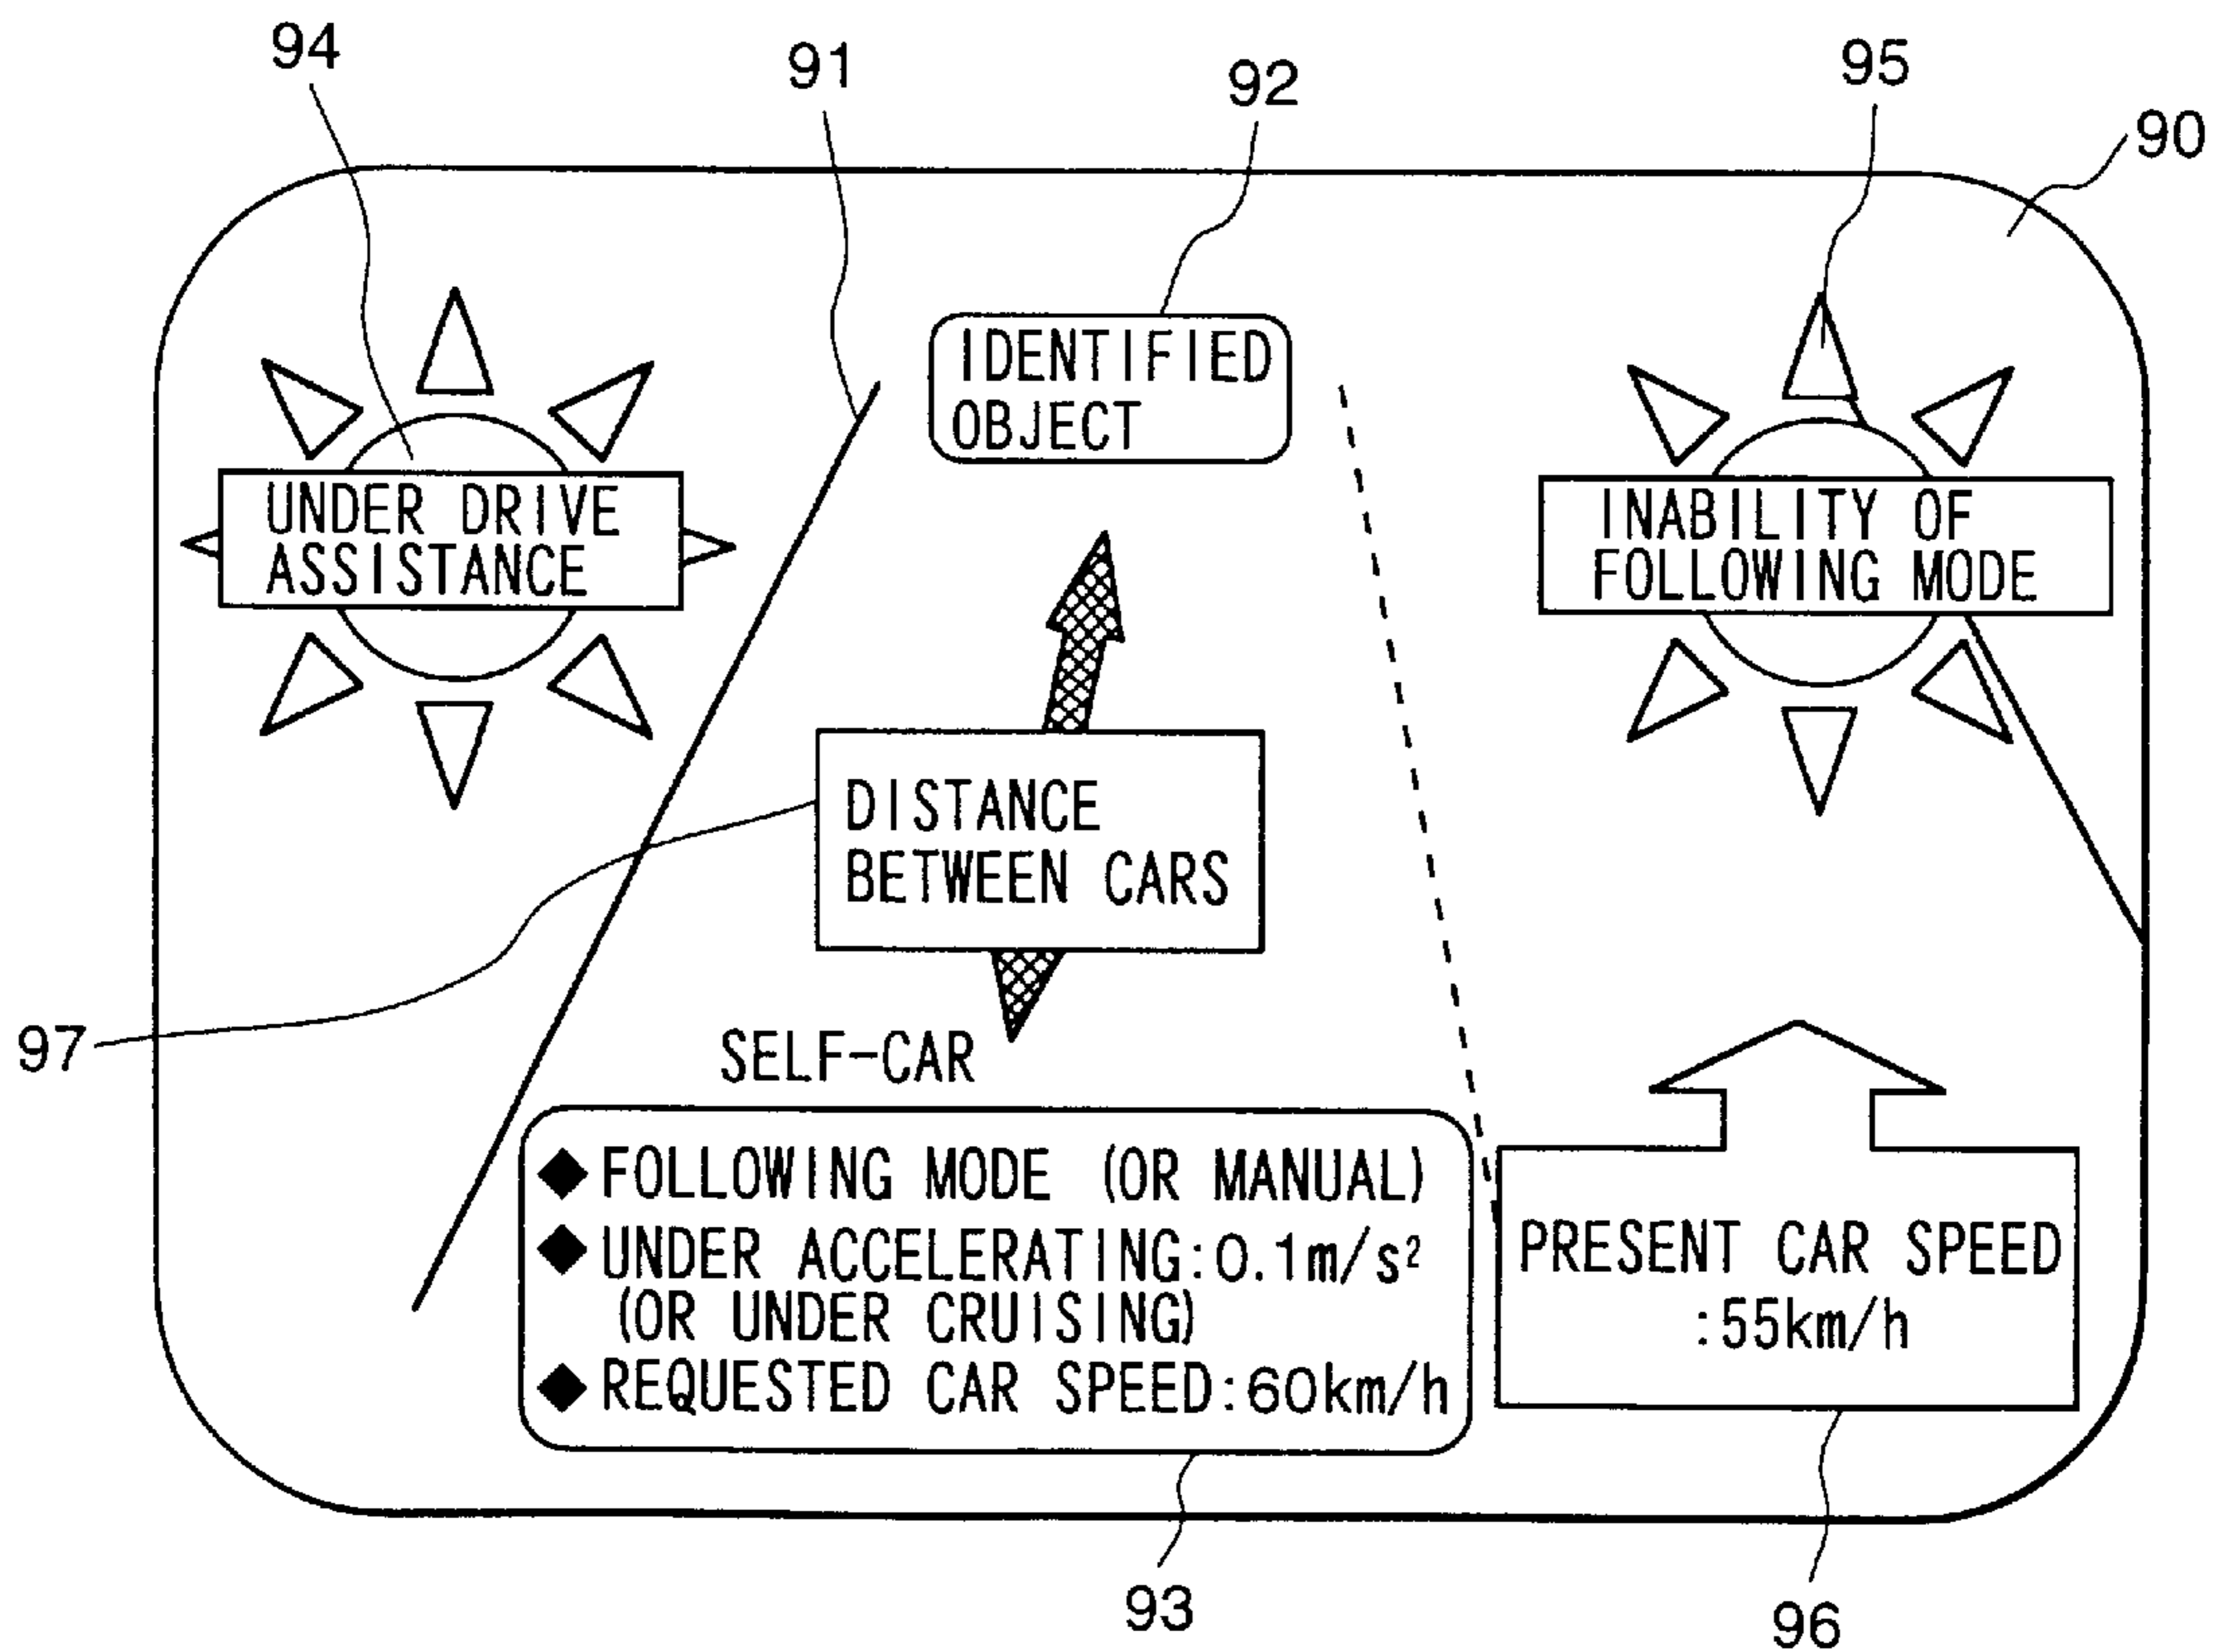 94
91
92
95
90
IDENTIFIED
OBJECT
UNDER DRIVE
ASSISTANCE
INABILITY OF
FOLLOWING MODE
DISTANCE
BETWEEN CARS
97
SELF-CAR
◆ FOLLOWING MODE (OR MANUAL)
◆ UNDER ACCELERATING:0.1m/s²
(OR UNDER CRUISING)
◆ REQUESTED CAR SPEED:60km/h
PRESENT CAR SPEED
:55km/h
93
96